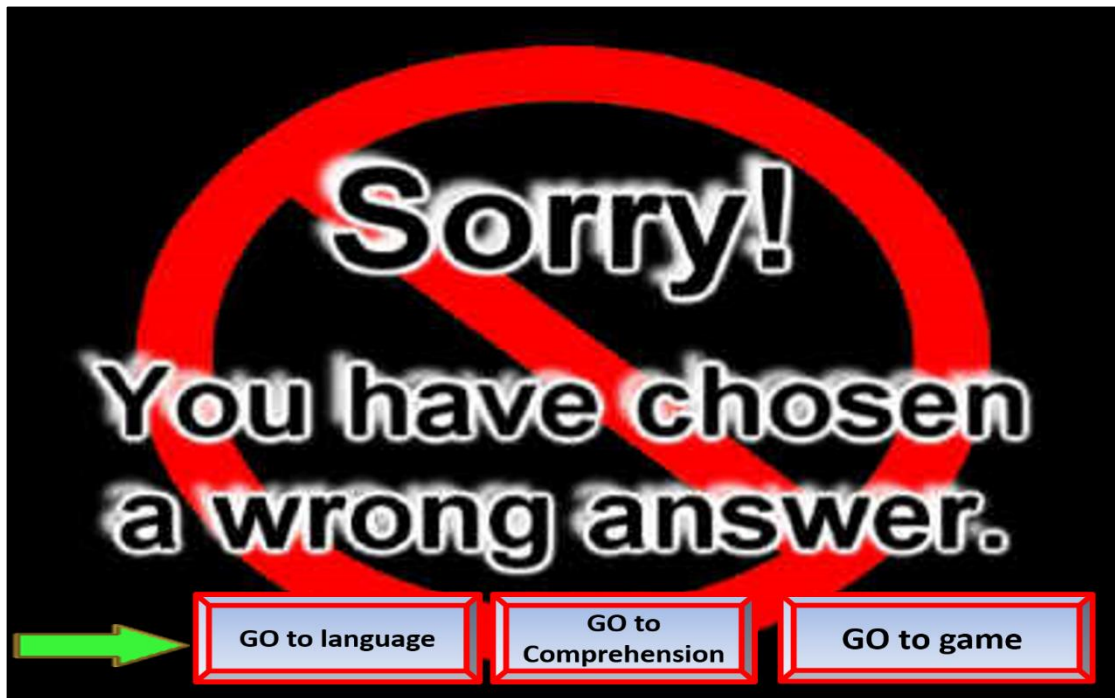 Sorry!
You have chosen
a wrong answer.
GO to language
GO to
Comprehension
GO to game